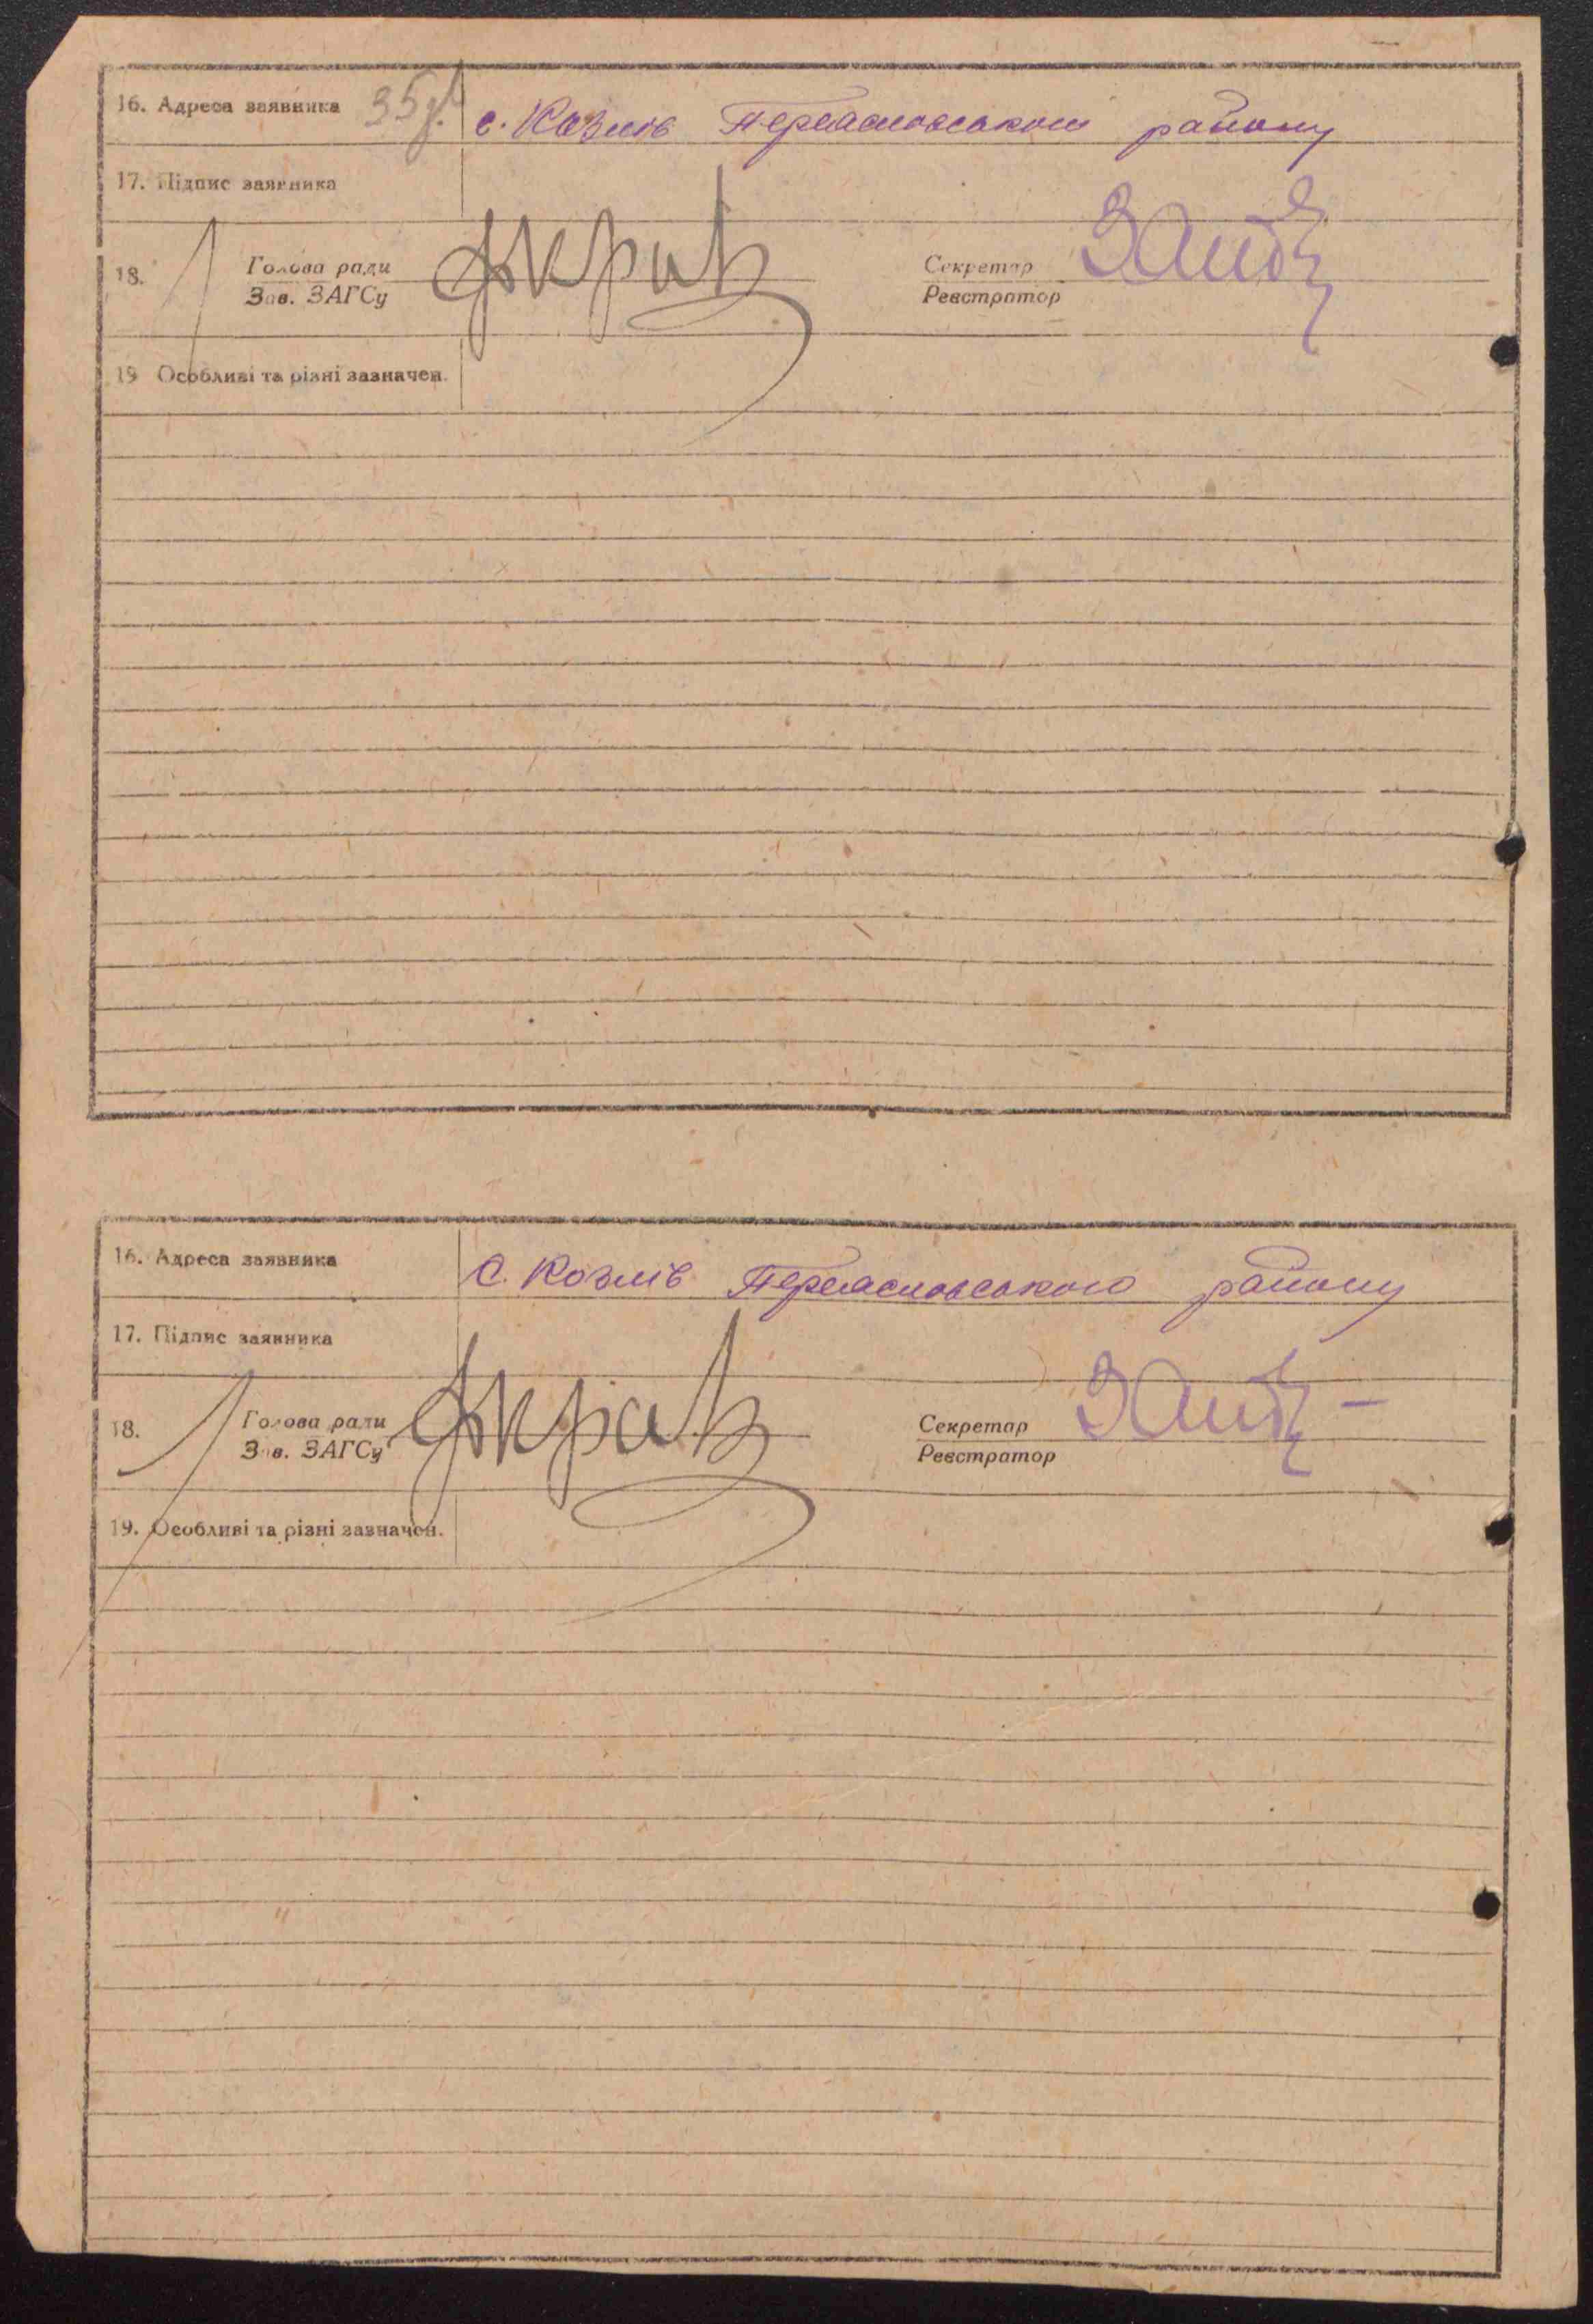 16. Адреса заявника 35 с. Козлів Переяславського району
17. Підпис заявника
18. Голова ради Секретар
Зав. ЗАГСу Реєстратор
19 Особливі та різні зазначен.
16. Адреса заявника С. Козлів Переяславського району
17. Підпис заявника
18. Голова ради Секретар
Зав. ЗАГСу Реєстратор
19. Особливі та різні зазначен.